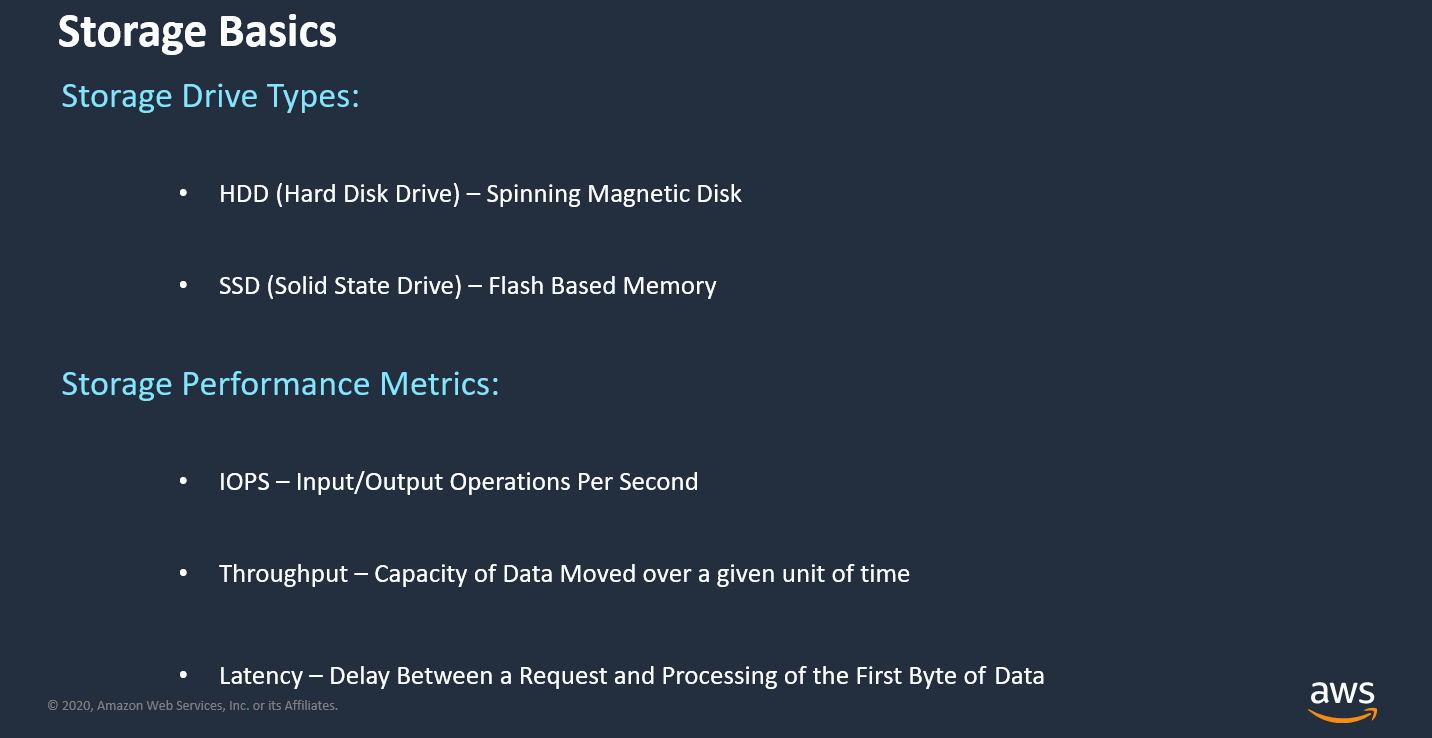 Storage Basics
Storage Drive Types:
• HDD (Hard Disk Drive) – Spinning Magnetic Disk
• SSD (Solid State Drive) – Flash Based Memory
Storage Performance Metrics:
• IOPS – Input/Output Operations Per Second
• Throughput – Capacity of Data Moved over a given unit of time
• Latency – Delay Between a Request and Processing of the First Byte of Data
© 2020, Amazon Web Services, Inc. or its Affiliates.
aws